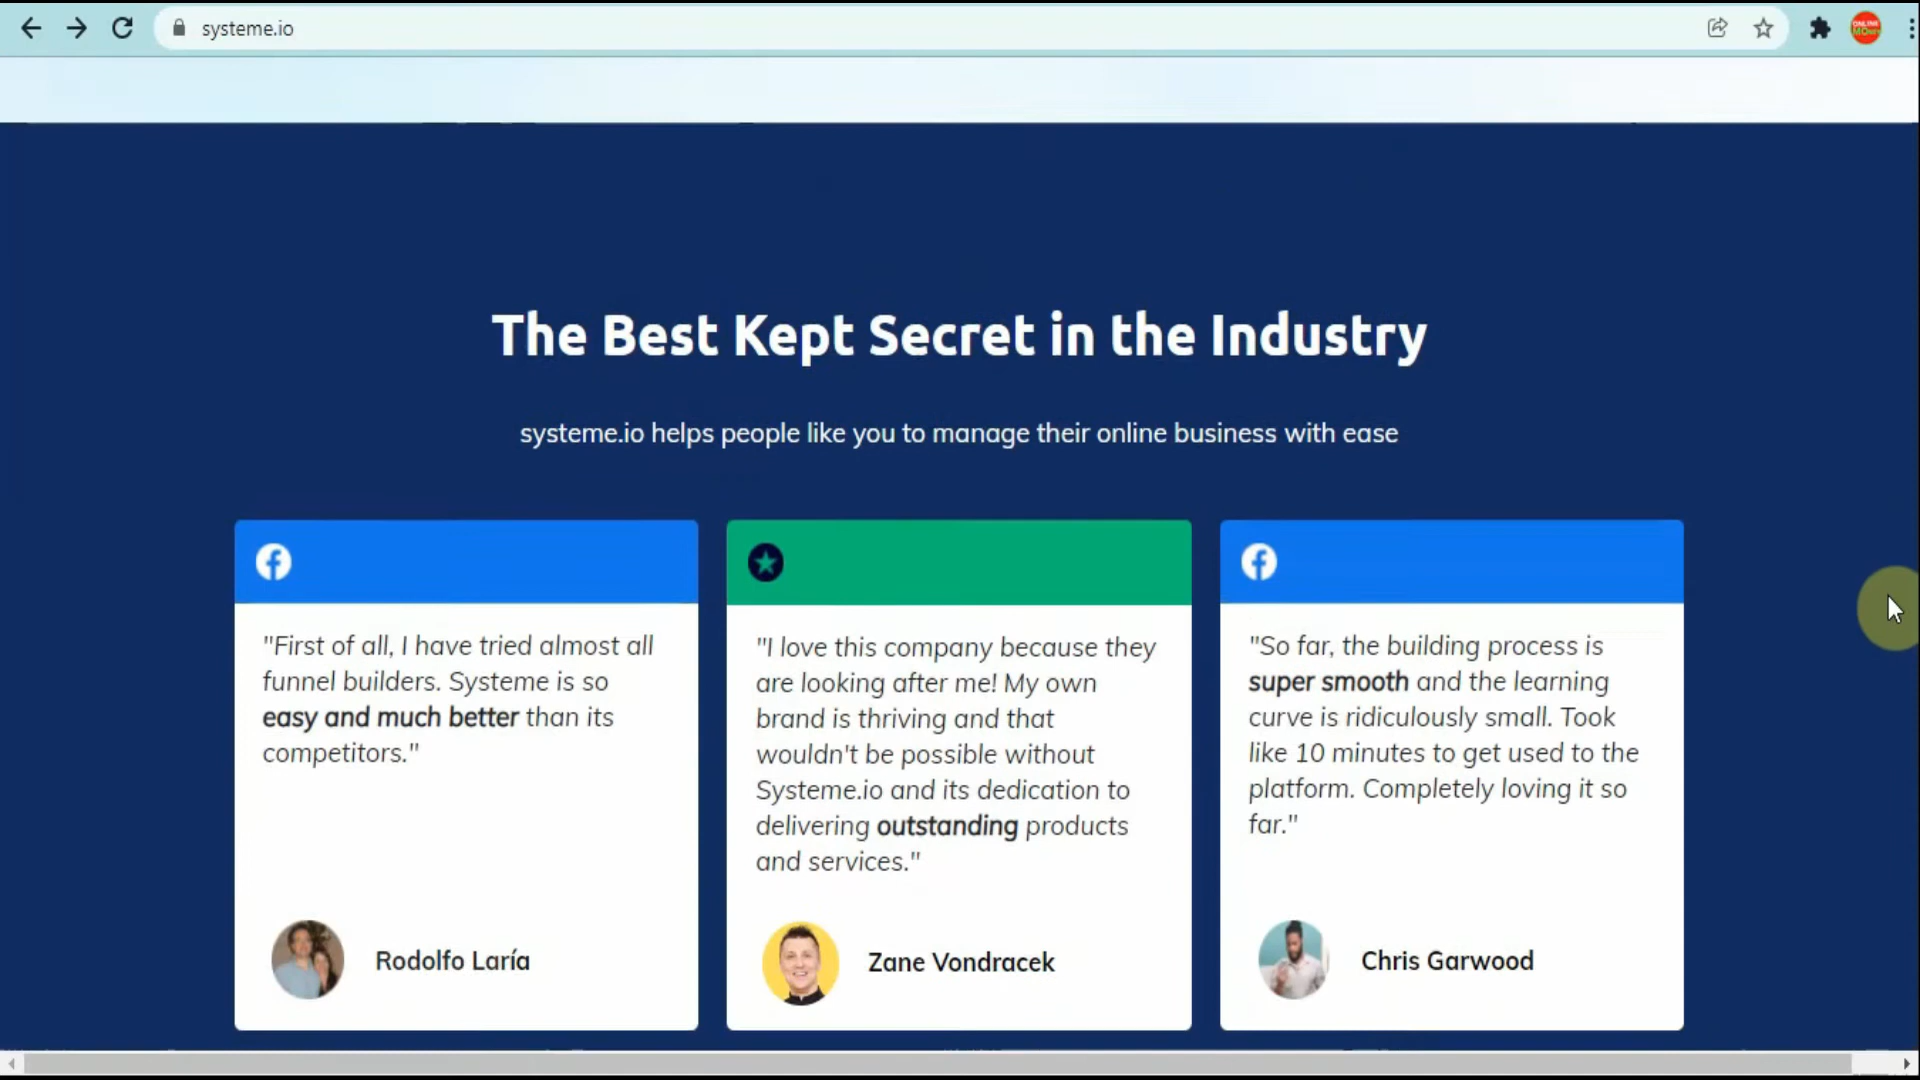 systeme.io
ONLINE
The Best Kept Secret in the Industry
systeme.io helps people like you to manage their online business with ease
"First of all, I have tried almost all
funnel builders. Systeme is so
easy and much better than its
competitors."
Rodolfo Laría
"I love this company because they
are looking after me! My own
brand is thriving and that
wouldn't be possible without
Systeme.io and its dedication to
delivering outstanding products
and services."
Zane Vondracek
"So far, the building process is
super smooth and the learning
curve is ridiculously small. Took
like 10 minutes to get used to the
platform. Completely loving it so
far."
Chris Garwood